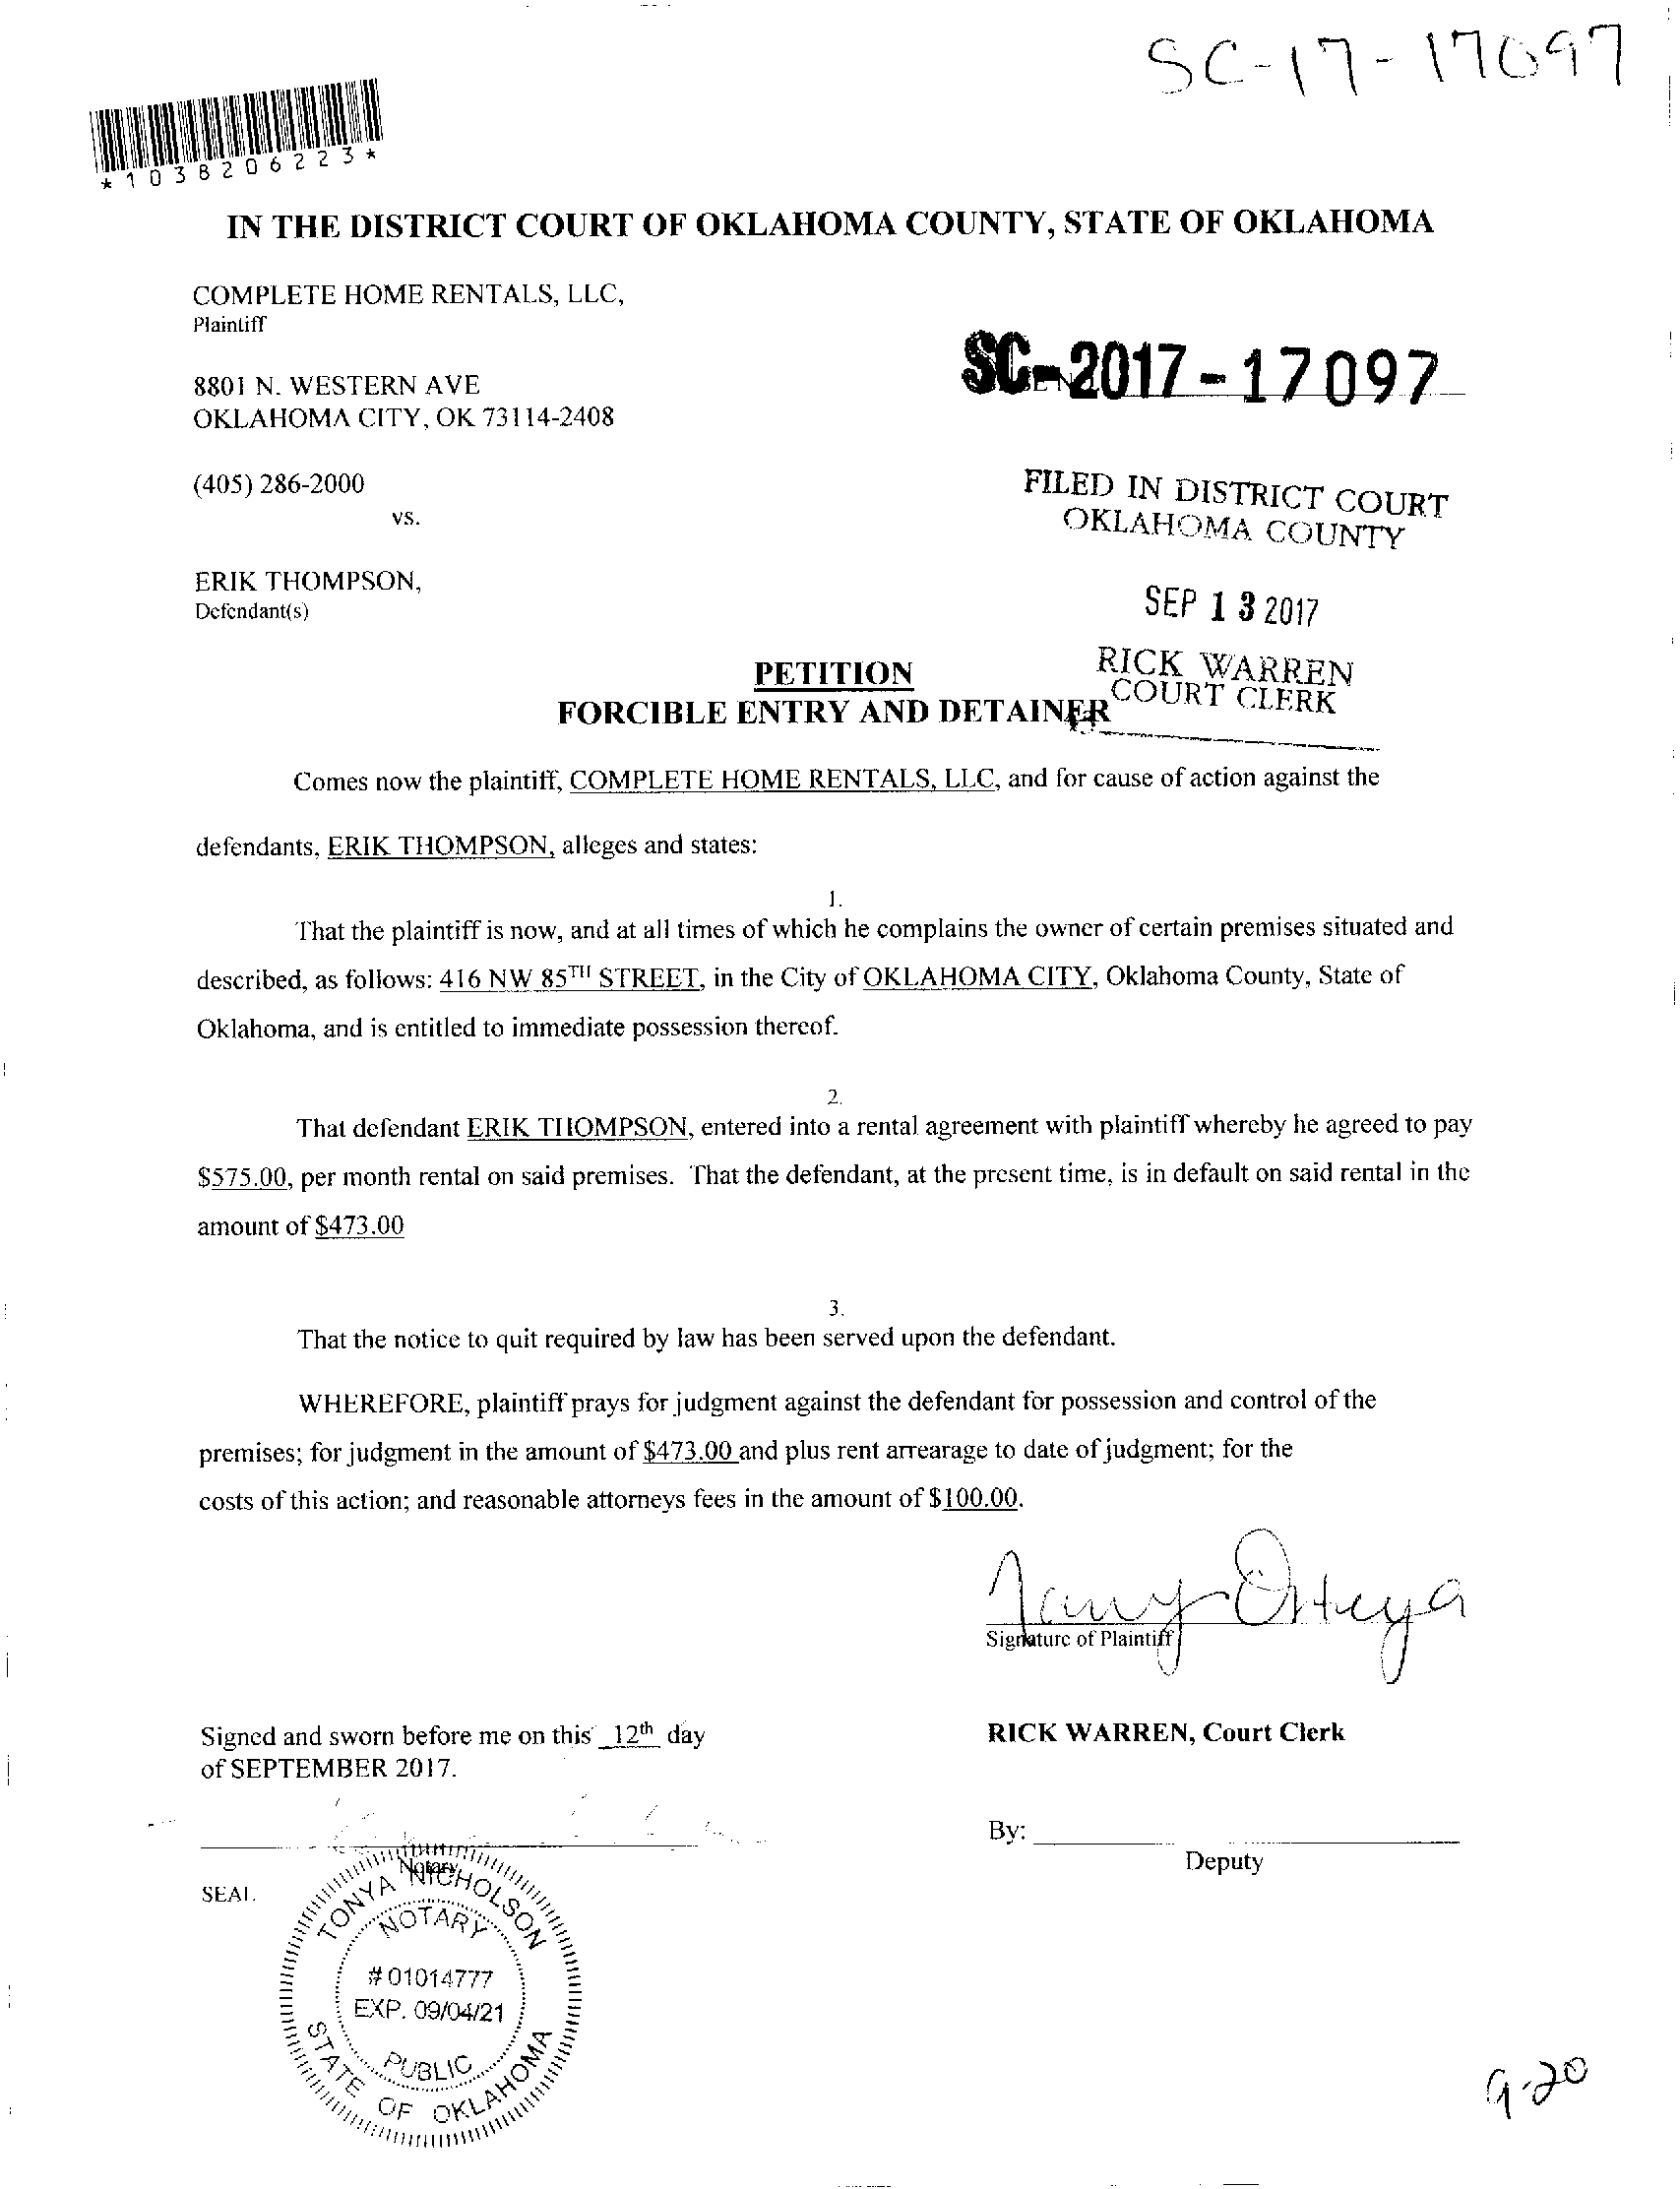 SC-17-17097
*1038206223*
IN THE DISTRICT COURT OF OKLAHOMA COUNTY, STATE OF OKLAHOMA
COMPLETE HOME RENTALS, LLC,
Plaintiff
SC-2017-17097
8801 N. WESTERN AVE
OKLAHOMA CITY, OK 73114-2408
(405) 286-2000
vs.
FILED IN DISTRICT COURT
OKLAHOMA COUNTY
ERIK THOMPSON,
Defendant(s)
SEP 13 2017
RICK WARREN
COURT CLERK
PETITION
FORCIBLE ENTRY AND DETAINER
Comes now the plaintiff, COMPLETE HOME RENTALS, LLC, and for cause of action against the
defendants, ERIK THOMPSON, alleges and states:
1.
That the plaintiff is now, and at all times of which he complains the owner of certain premises situated and
described, as follows: 416 NW 85TH STREET, in the City of OKLAHOMA CITY, Oklahoma County, State of
Oklahoma, and is entitled to immediate possession thereof.
2.
That defendant ERIK THOMPSON, entered into a rental agreement with plaintiff whereby he agreed to pay
$575.00, per month rental on said premises. That the defendant, at the present time, is in default on said rental in the
amount of $473.00
3.
That the notice to quit required by law has been served upon the defendant.
WHEREFORE, plaintiff prays for judgment against the defendant for possession and control of the
premises; for judgment in the amount of $473.00 and plus rent arrearage to date of judgment; for the
costs of this action; and reasonable attorneys fees in the amount of $100.00.
Signature of Plaintiff
Signed and sworn before me on this 12th day
of SEPTEMBER 2017.
RICK WARREN, Court Clerk
By:
Deputy
Notary
SEAL
TONYA NICHOLSON
NOTARY
#01014777
EXP. 09/04/21
PUBLIC
STATE OF OKLAHOMA
9-20